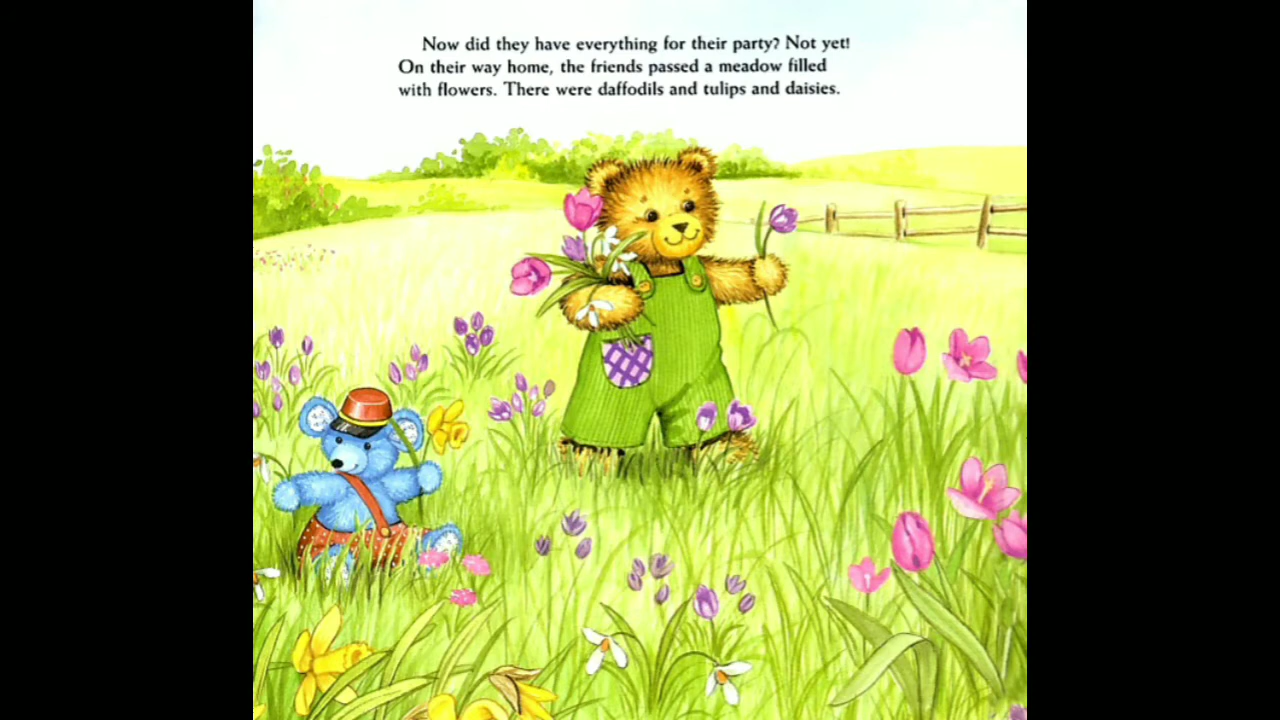 Now did they have everything for their party? Not yet!
On their way home, the friends passed a meadow filled
with flowers. There were daffodils and tulips and daisies.